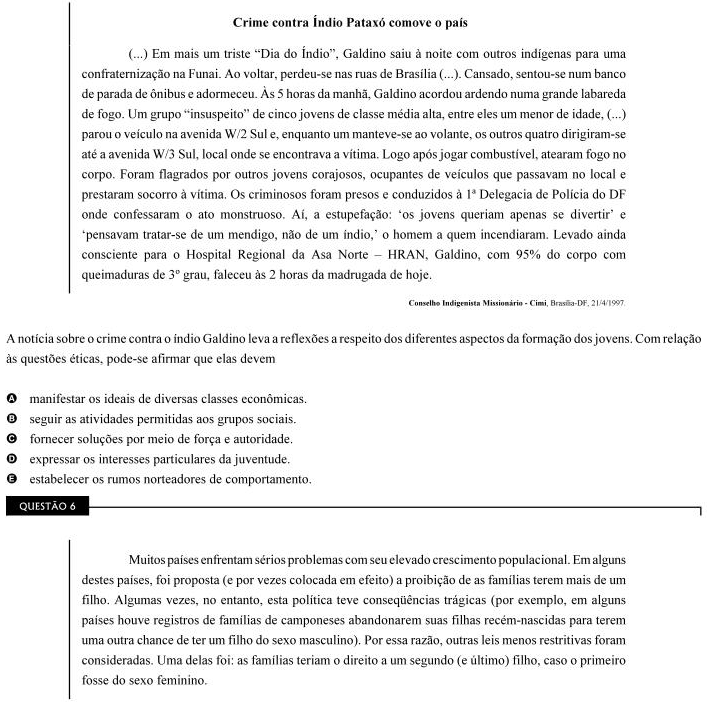 Crime contra Índio Pataxó comove o país
(...) Em mais um triste “Dia do Índio”, Galdino saiu à noite com outros indígenas para uma
confraternização na Funai. Ao voltar, perdeu-se nas ruas de Brasília (...). Cansado, sentou-se num banco
de parada de ônibus e adormeceu. Às 5 horas da manhã, Galdino acordou ardendo numa grande labareda
de fogo. Um grupo “insuspeito” de cinco jovens de classe média alta, entre eles um menor de idade, (...)
parou o veículo na avenida W/2 Sul e, enquanto um manteve-se ao volante, os outros quatro dirigiram-se
até a avenida W/3 Sul, local onde se encontrava a vítima. Logo após jogar combustível, atearam fogo no
corpo. Foram flagrados por outros jovens corajosos, ocupantes de veículos que passavam no local e
prestaram socorro à vítima. Os criminosos foram presos e conduzidos à 1ª Delegacia de Polícia do DF
onde confessaram o ato monstruoso. Aí, a estupefação: ‘os jovens queriam apenas se divertir’ e
‘pensavam tratar-se de um mendigo, não de um índio,’ o homem a quem incendiaram. Levado ainda
consciente para o Hospital Regional da Asa Norte – HRAN, Galdino, com 95% do corpo com
queimaduras de 3º grau, faleceu às 2 horas da madrugada de hoje.
Conselho Indigenista Missionário - Cimi, Brasília-DF, 21/4/1997.
A notícia sobre o crime contra o índio Galdino leva a reflexões a respeito dos diferentes aspectos da formação dos jovens. Com relação
às questões éticas, pode-se afirmar que elas devem
A manifestar os ideais de diversas classes econômicas.
B seguir as atividades permitidas aos grupos sociais.
C fornecer soluções por meio de força e autoridade.
D expressar os interesses particulares da juventude.
E estabelecer os rumos norteadores de comportamento.
QUESTÃO 6
Muitos países enfrentam sérios problemas com seu elevado crescimento populacional. Em alguns
destes países, foi proposta (e por vezes colocada em efeito) a proibição de as famílias terem mais de um
filho. Algumas vezes, no entanto, esta política teve conseqüências trágicas (por exemplo, em alguns
países houve registros de famílias de camponeses abandonarem suas filhas recém-nascidas para terem
uma outra chance de ter um filho do sexo masculino). Por essa razão, outras leis menos restritivas foram
consideradas. Uma delas foi: as famílias teriam o direito a um segundo (e último) filho, caso o primeiro
fosse do sexo feminino.